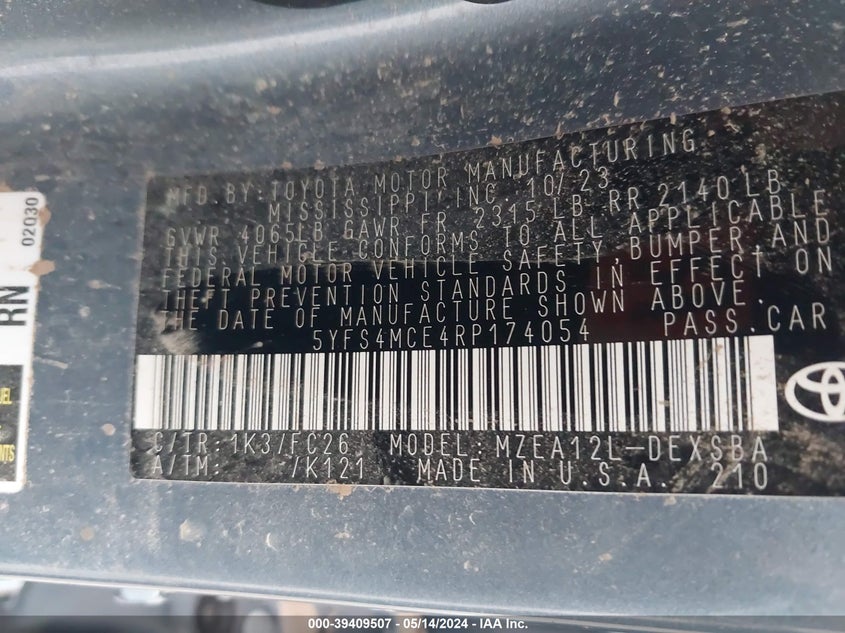 MFD.BY:TOYOTA MOTOR MANUFACTURING
MISSISSIPPI, INC. 10/23
GVWR 4065LB GAWR FR 2315LB RR 2140LB
THIS VEHICLE CONFORMS TO ALL APPLICABLE
FEDERAL MOTOR VEHICLE SAFETY,BUMPER,AND
THEFT PREVENTION STANDARDS IN EFFECT ON
THE DATE OF MANUFACTURE SHOWN ABOVE.
5YFS4MCE4RP174054 PASS.CAR
C/TR:1K3/FC26 MODEL:MZEA12L-DEXSBA
A/TM: /K121 MADE IN U.S.A. 210
02030
RN
UEL
NTS
000-39409507 - 05/14/2024 - IAA Inc.